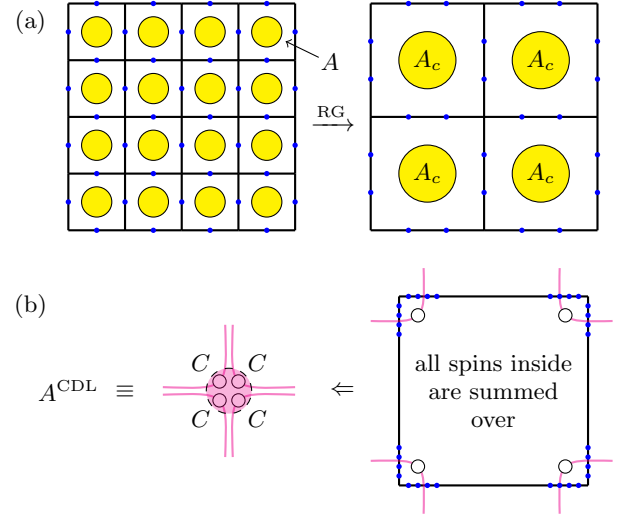 (a)
A
RG
A_c A_c
A_c A_c
(b)
C C
A^CDL ≡ ⇐
C C
all spins inside
are summed
over